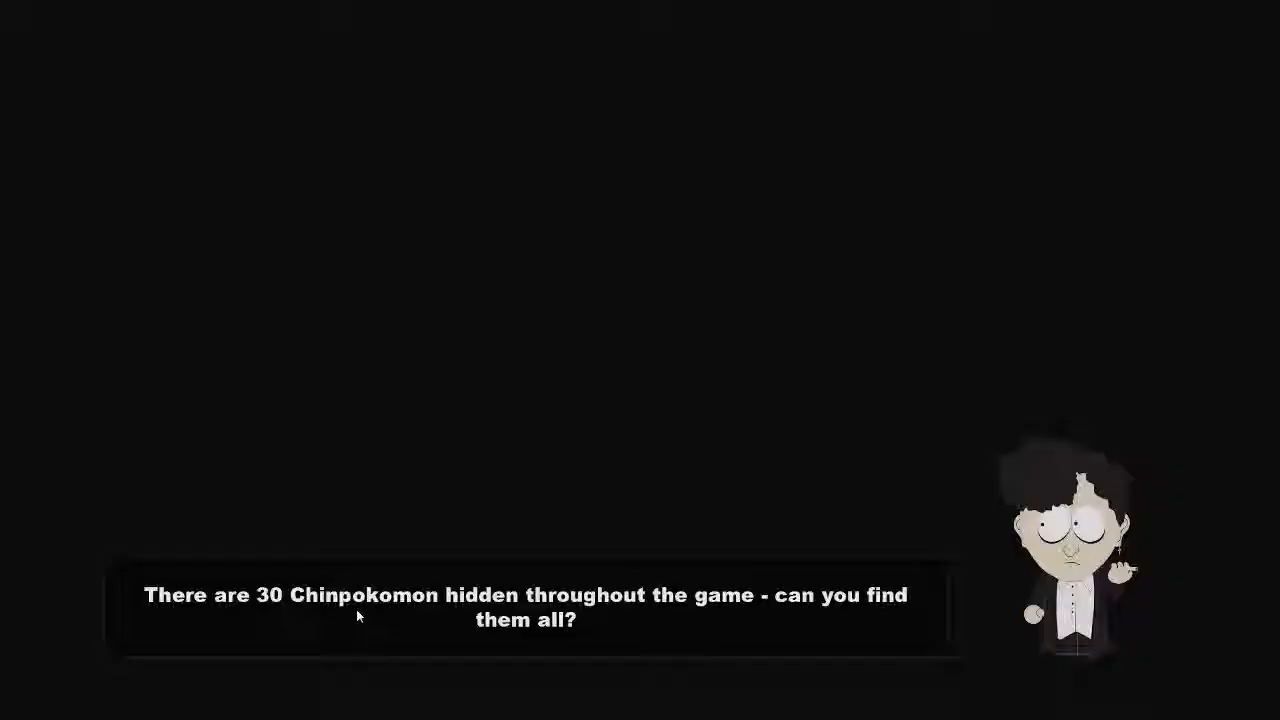 There are 30 Chinpokomon hidden throughout the game - can you find
them all?